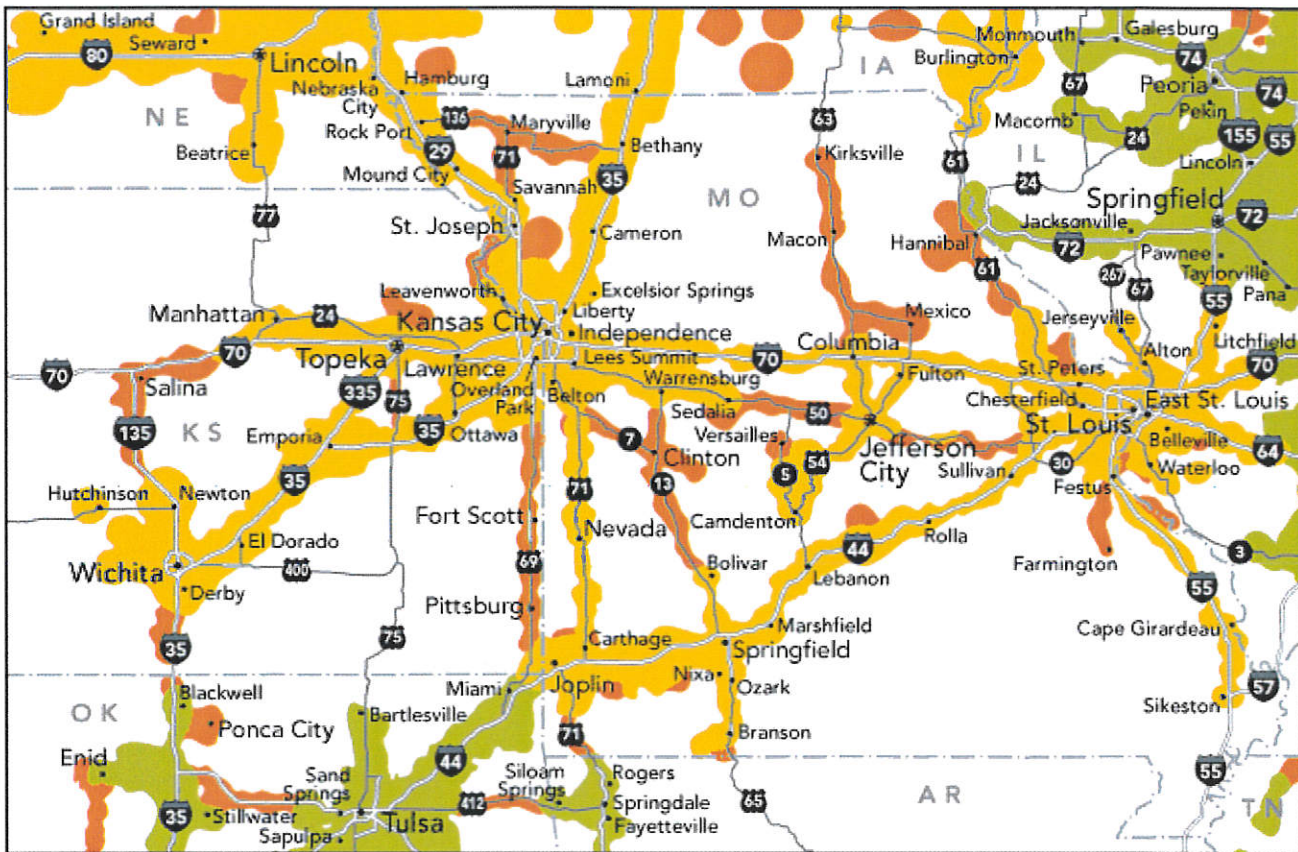 Grand Island
Seward
80
Lincoln
Nebraska
City
Hamburg
Lamoni
Monmouth
Galesburg
Burlington
IA
67
74
Peoria
74
Pekin
NE
Rock Port
136
Maryville
63
Macomb
24
155
55
Beatrice
29
71
Bethany
Kirksville
61
IL
Lincoln
Mound City
35
24
Savannah
MO
Springfield
77
St. Joseph
Cameron
Macon
Hannibal
Jacksonville
72
72
61
Pawnee
267
67
Taylorville
Leavenworth
Excelsior Springs
55
Pana
Manhattan
24
Liberty
Mexico
Jerseyville
Kansas City
Independence
Litchfield
70
Topeka
Lees Summit
70
Columbia
Alton
70
Lawrence
Warrensburg
Fulton
St. Peters
70
Salina
335
75
Overland
Park
Belton
Sedalia
50
Chesterfield
East St. Louis
135
KS
Emporia
35
Ottawa
7
Versailles
Jefferson
City
St. Louis
Belleville
64
Clinton
5
54
30
Waterloo
35
13
Sullivan
Festus
Hutchinson
Newton
71
Fort Scott
Nevada
Camdenton
El Dorado
44
Rolla
3
Wichita
400
69
Bolivar
Lebanon
Farmington
Derby
55
Pittsburg
75
Marshfield
Cape Girardeau
35
Carthage
Springfield
Blackwell
Miami
Joplin
Nixa
Ozark
57
OK
Bartlesville
Sikeston
Ponca City
71
Branson
Enid
44
55
Sand
Springs
Siloam
Springs
Rogers
65
AR
TN
412
Springdale
35
Stillwater
Tulsa
Fayetteville
Sapulpa